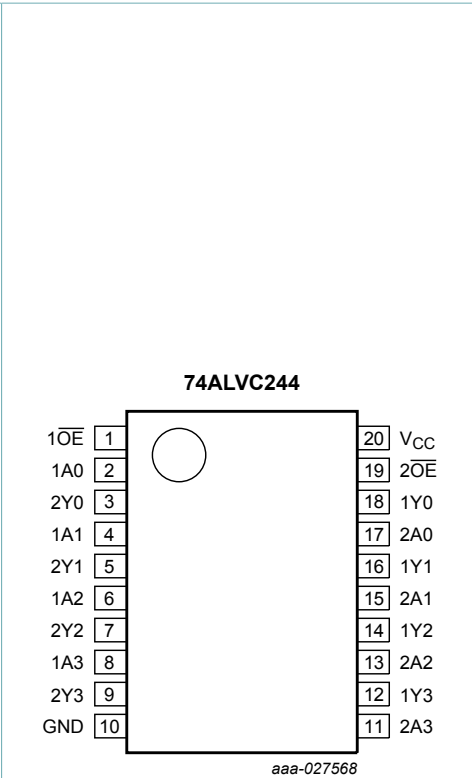 74ALVC244
1O̅E̅ 1 20 VCC
1A0 2 19 2O̅E̅
2Y0 3 18 1Y0
1A1 4 17 2A0
2Y1 5 16 1Y1
1A2 6 15 2A1
2Y2 7 14 1Y2
1A3 8 13 2A2
2Y3 9 12 1Y3
GND 10 11 2A3
aaa-027568